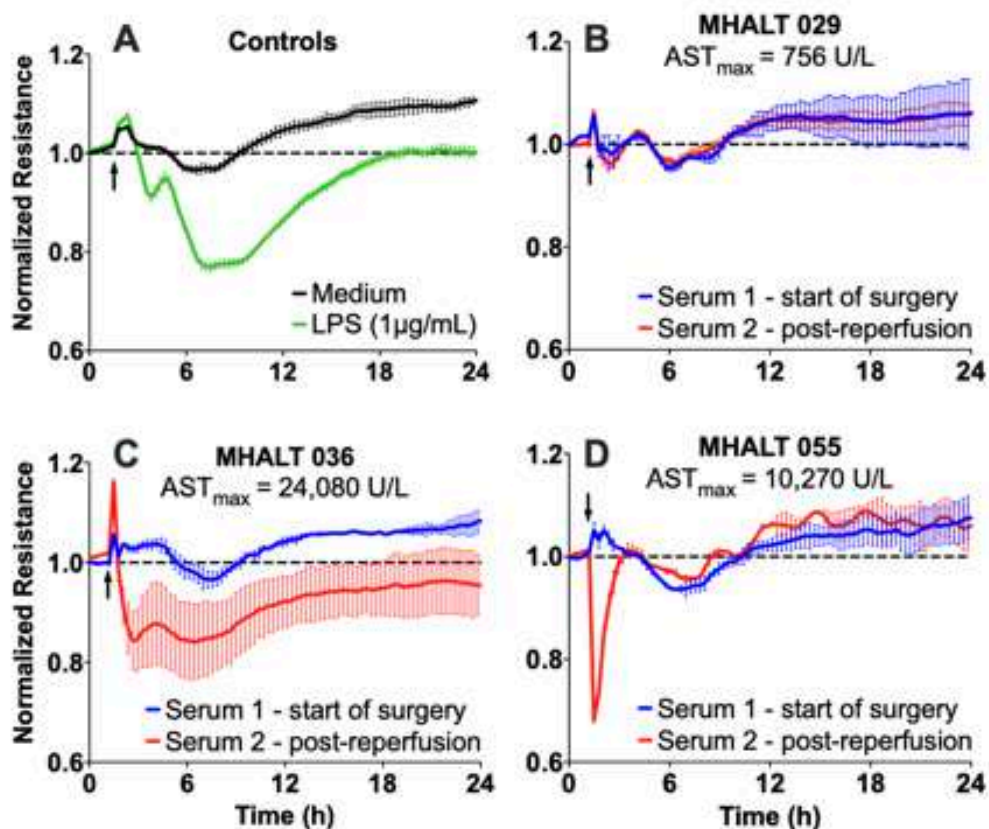 A
Controls
1.2
1.0
0.8
0.6
Normalized Resistance
Medium
LPS (1µg/mL)
0 6 12 18 24
B
MHALT 029
ASTmax = 756 U/L
1.2
1.0
0.8
0.6
Serum 1 - start of surgery
Serum 2 - post-reperfusion
0 6 12 18 24
C
MHALT 036
ASTmax = 24,080 U/L
1.2
1.0
0.8
0.6
Normalized Resistance
Serum 1 - start of surgery
Serum 2 - post-reperfusion
0 6 12 18 24
Time (h)
D
MHALT 055
ASTmax = 10,270 U/L
1.2
1.0
0.8
0.6
Serum 1 - start of surgery
Serum 2 - post-reperfusion
0 6 12 18 24
Time (h)